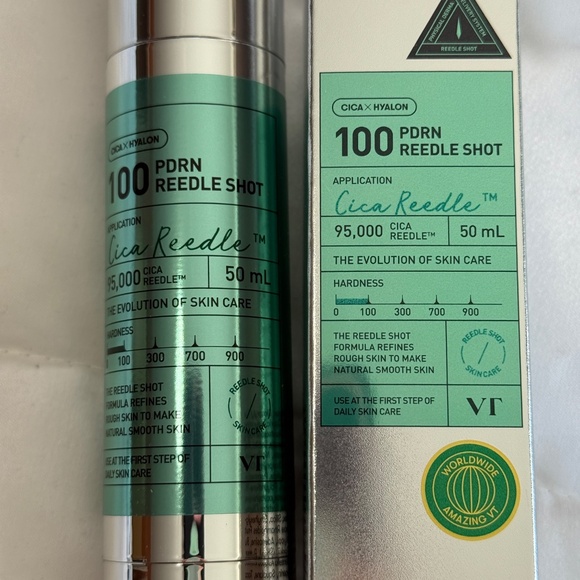 CICA X HYALON
100 PDRN
REEDLE SHOT
APPLICATION
Cica Reedle™
95,000 CICA REEDLE™ 50 mL
THE EVOLUTION OF SKIN CARE
HARDNESS
100 300 700 900
THE REEDLE SHOT
FORMULA REFINES
ROUGH SKIN TO MAKE
NATURAL SMOOTH SKIN
REEDLE SHOT
SKIN CARE
USE AT THE FIRST STEP OF
DAILY SKIN CARE
VT
PHYSICAL DERMA
REEDLE SHOT
CICA X HYALON
100 PDRN
REEDLE SHOT
APPLICATION
Cica Reedle™
95,000 CICA REEDLE™ 50 mL
THE EVOLUTION OF SKIN CARE
HARDNESS
0 100 300 700 900
THE REEDLE SHOT
FORMULA REFINES
ROUGH SKIN TO MAKE
NATURAL SMOOTH SKIN
REEDLE SHOT
SKIN CARE
USE AT THE FIRST STEP OF
DAILY SKIN CARE
VT
WORLDWIDE
AMAZING VT